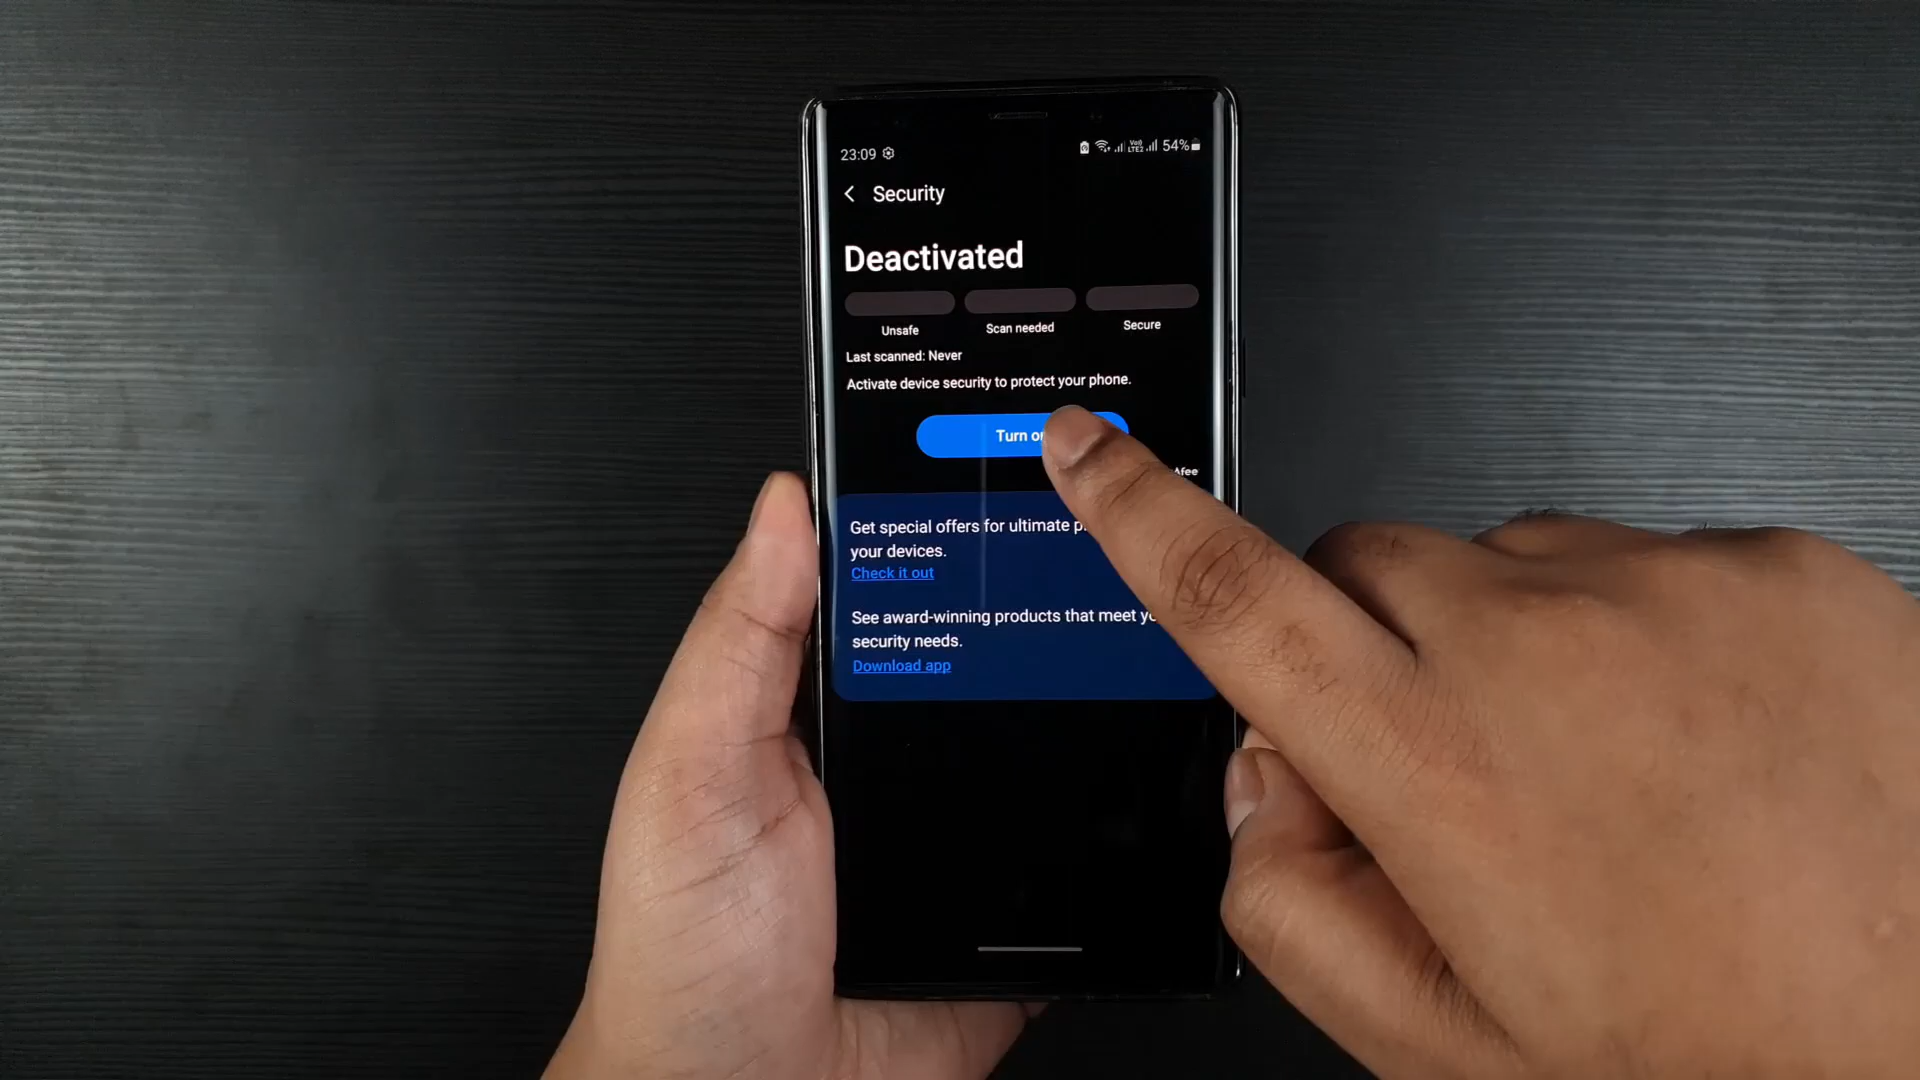 23:09
54%
Security
Deactivated
Unsafe Scan needed Secure
Last scanned: Never
Activate device security to protect your phone.
Turn
Afee
Get special offers for ultimate
your devices.
Check it out
See award-winning products that meet
security needs.
Download app